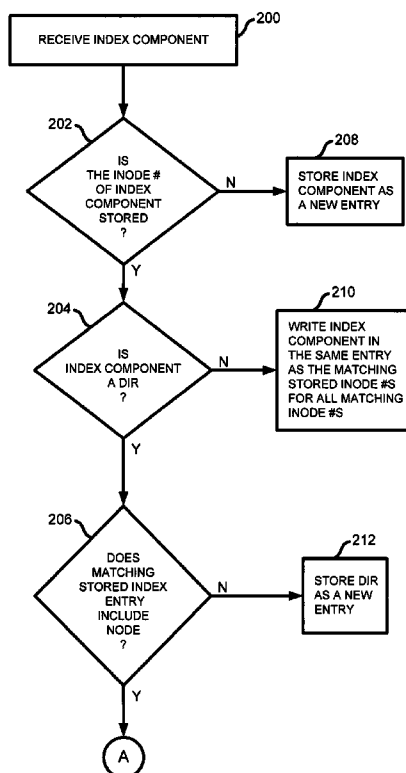 200
RECEIVE INDEX COMPONENT
202
IS
THE INODE #
OF INDEX
COMPONENT
STORED
?
N
208
STORE INDEX
COMPONENT AS
A NEW ENTRY
Y
204
IS
INDEX COMPONENT
A DIR
?
N
210
WRITE INDEX
COMPONENT IN
THE SAME ENTRY
AS THE MATCHING
STORED INODE #S
FOR ALL MATCHING
INODE #S
Y
206
DOES
MATCHING
STORED INDEX
ENTRY
INCLUDE
NODE
?
N
212
STORE DIR
AS A NEW
ENTRY
Y
A